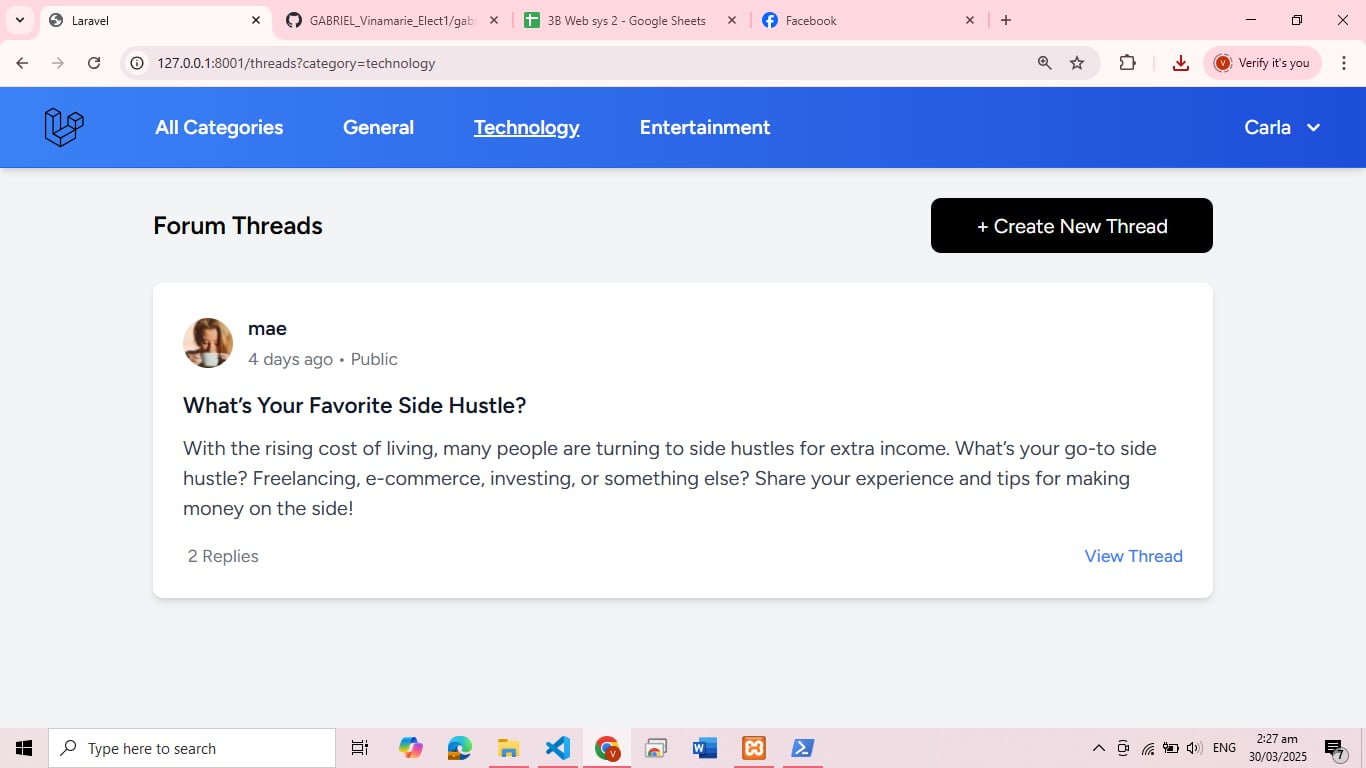 Laravel
GABRIEL_Vinamarie_Elect1/gab
3B Web sys 2 - Google Sheets
Facebook
127.0.0.1:8001/threads?category=technology
Verify it's you
All Categories
General
Technology
Entertainment
Carla
Forum Threads
+ Create New Thread
mae
4 days ago • Public
What's Your Favorite Side Hustle?
With the rising cost of living, many people are turning to side hustles for extra income. What's your go-to side
hustle? Freelancing, e-commerce, investing, or something else? Share your experience and tips for making
money on the side!
2 Replies
View Thread
Type here to search
ENG
2:27 am
30/03/2025
7